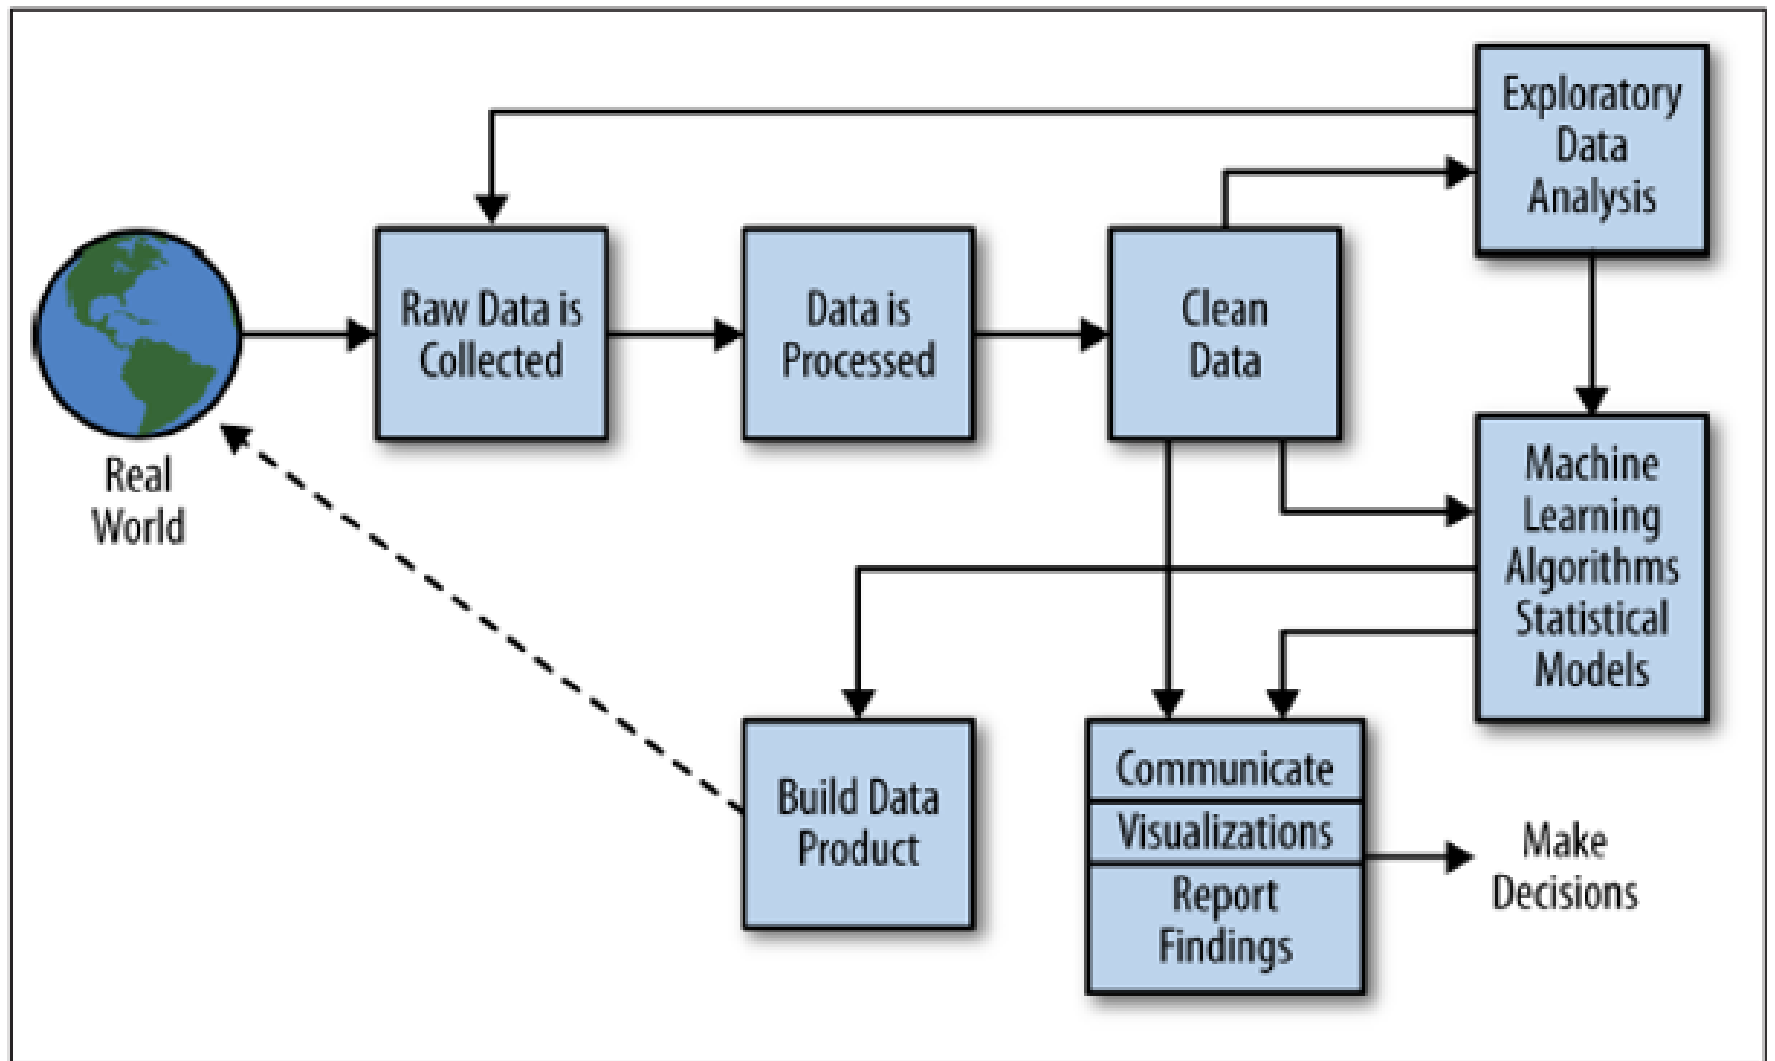 Exploratory
Data
Analysis
Raw Data is
Collected
Data is
Processed
Clean
Data
Real
World
Machine
Learning
Algorithms
Statistical
Models
Build Data
Product
Communicate
Visualizations
Report
Findings
Make
Decisions